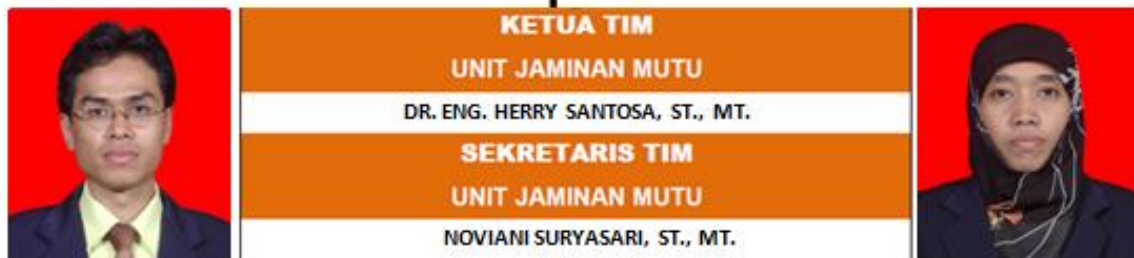 KETUA TIM
UNIT JAMINAN MUTU
DR. ENG. HERRY SANTOSA, ST., MT.
SEKRETARIS TIM
UNIT JAMINAN MUTU
NOVIANI SURYASARI, ST., MT.